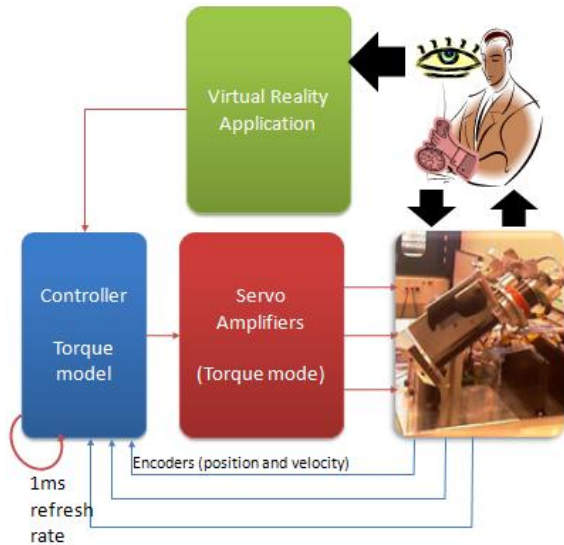 Virtual Reality
Application
Controller
Torque
model
Servo
Amplifiers
(Torque mode)
Encoders (position and velocity)
1ms
refresh
rate